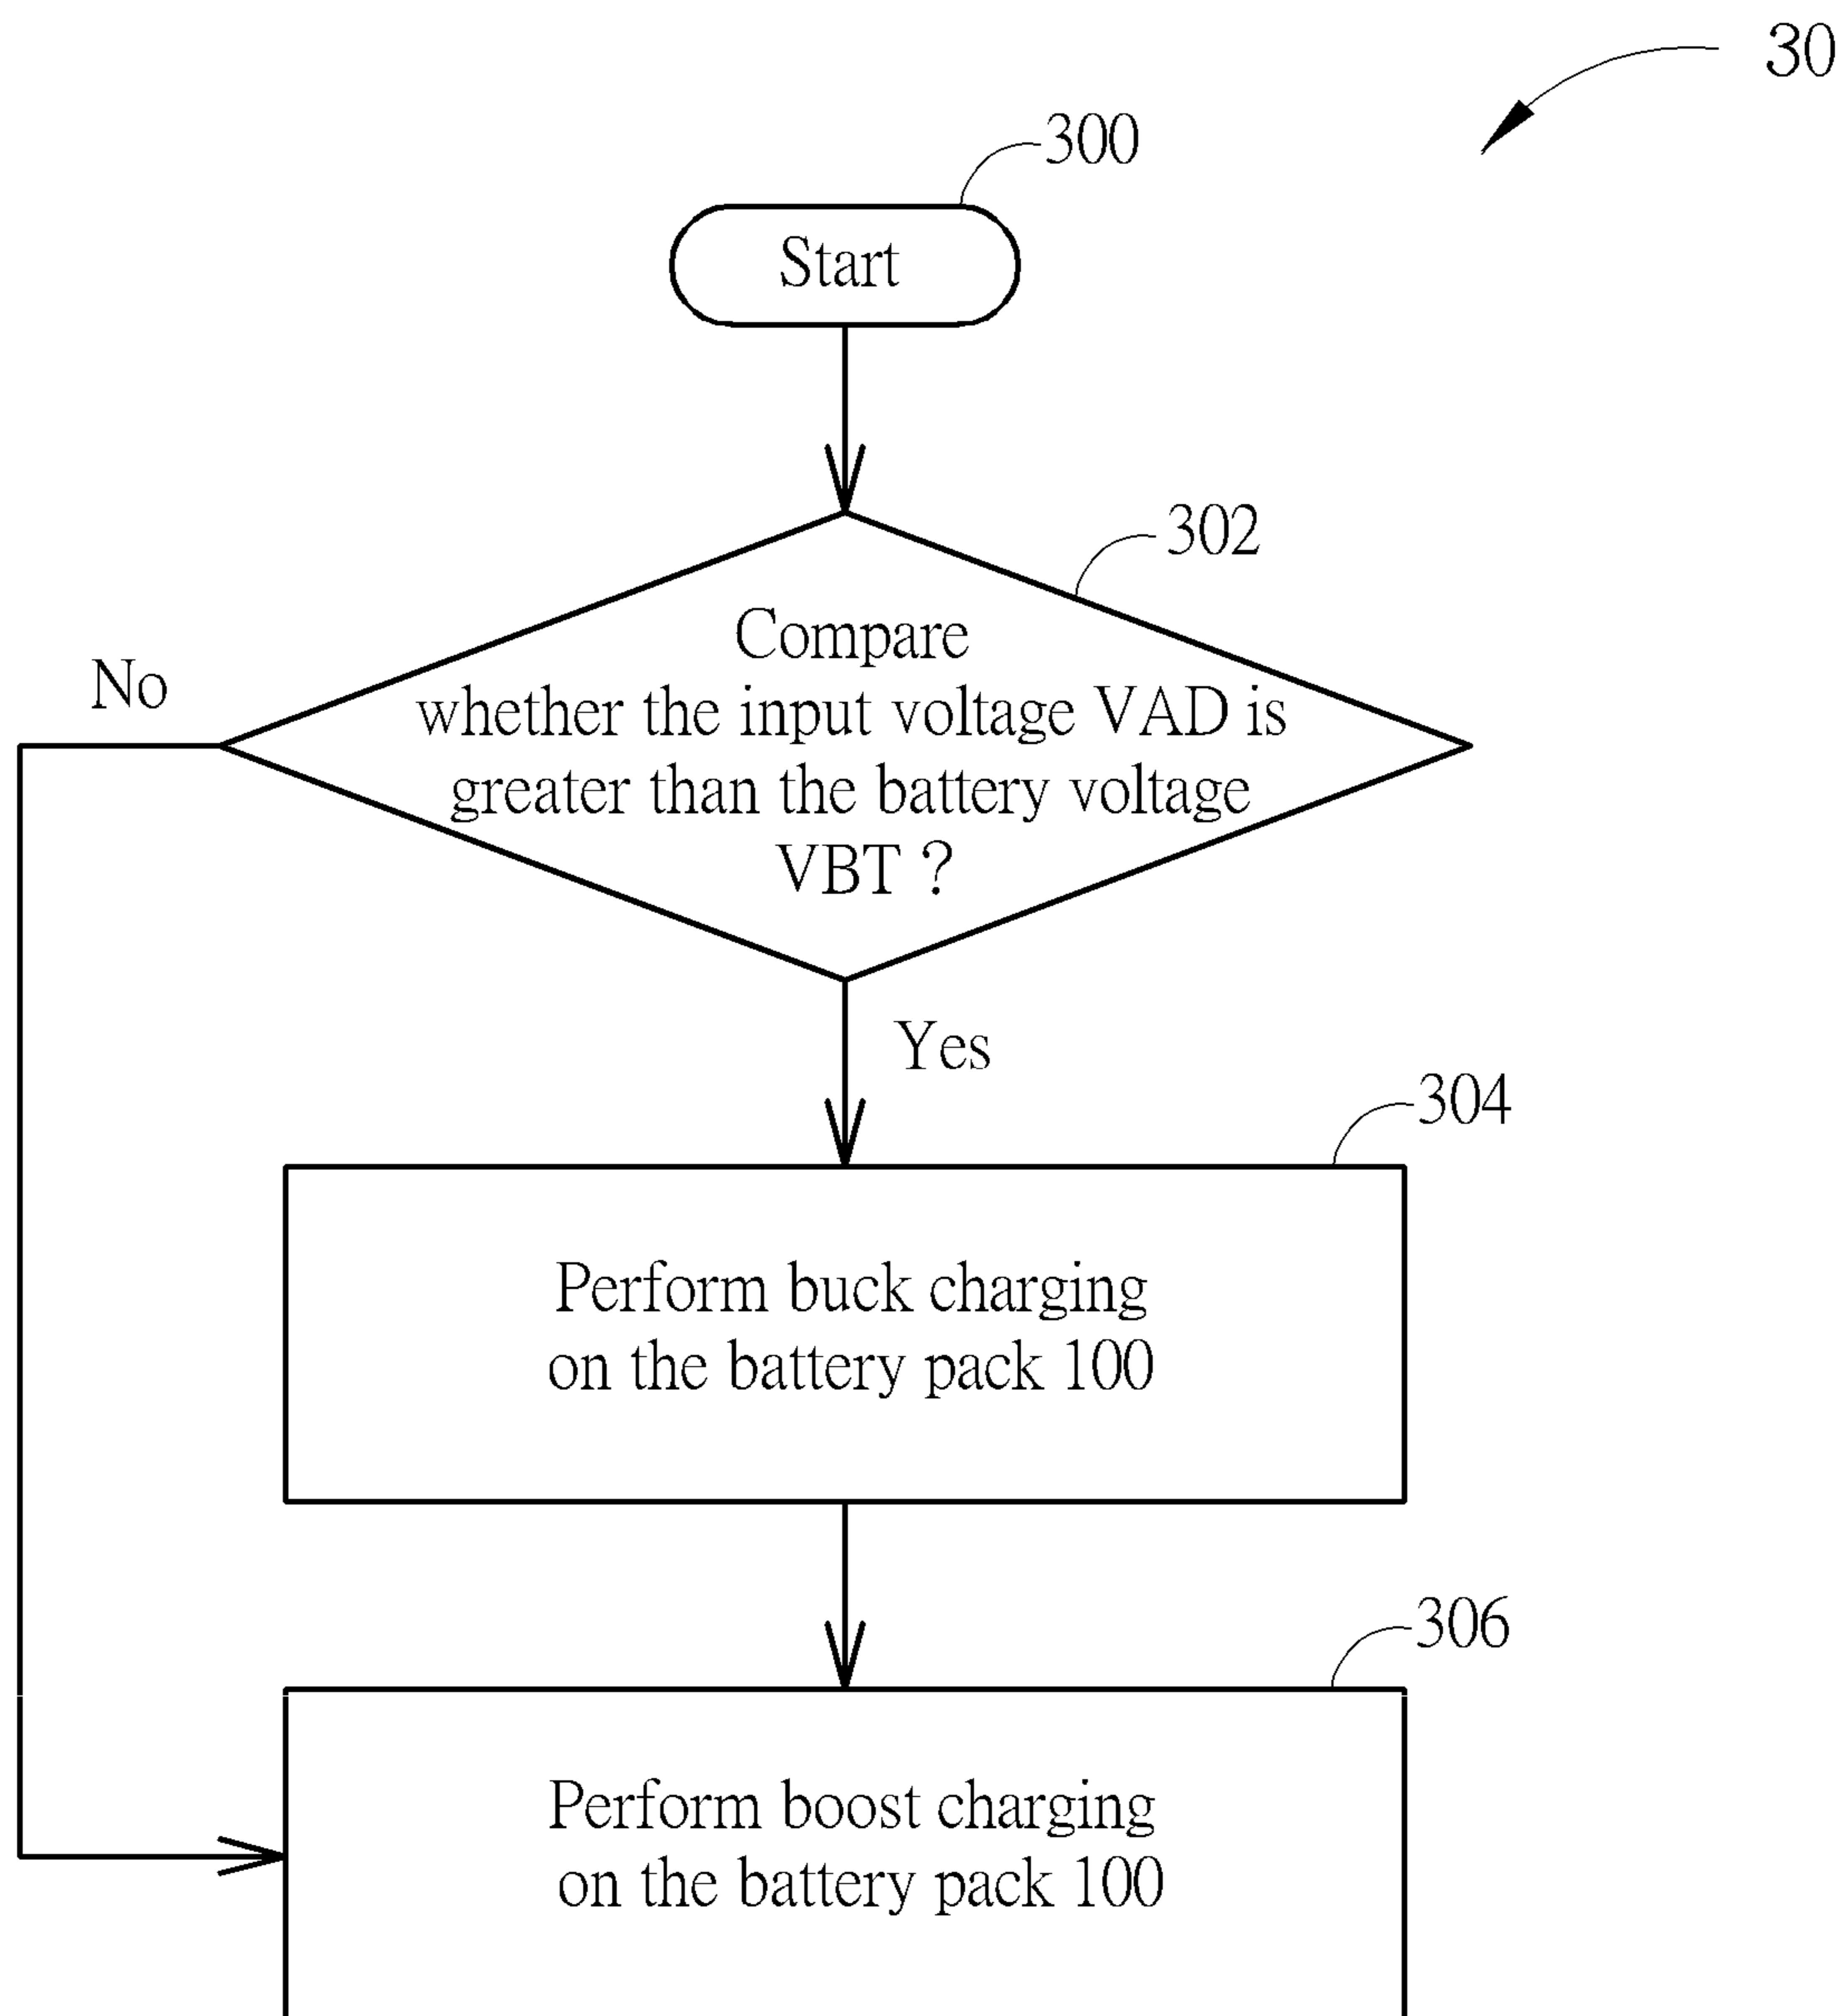 30
300
Start
302
Compare
whether the input voltage VAD is
greater than the battery voltage
VBT ?
No
Yes
304
Perform buck charging
on the battery pack 100
306
Perform boost charging
on the battery pack 100